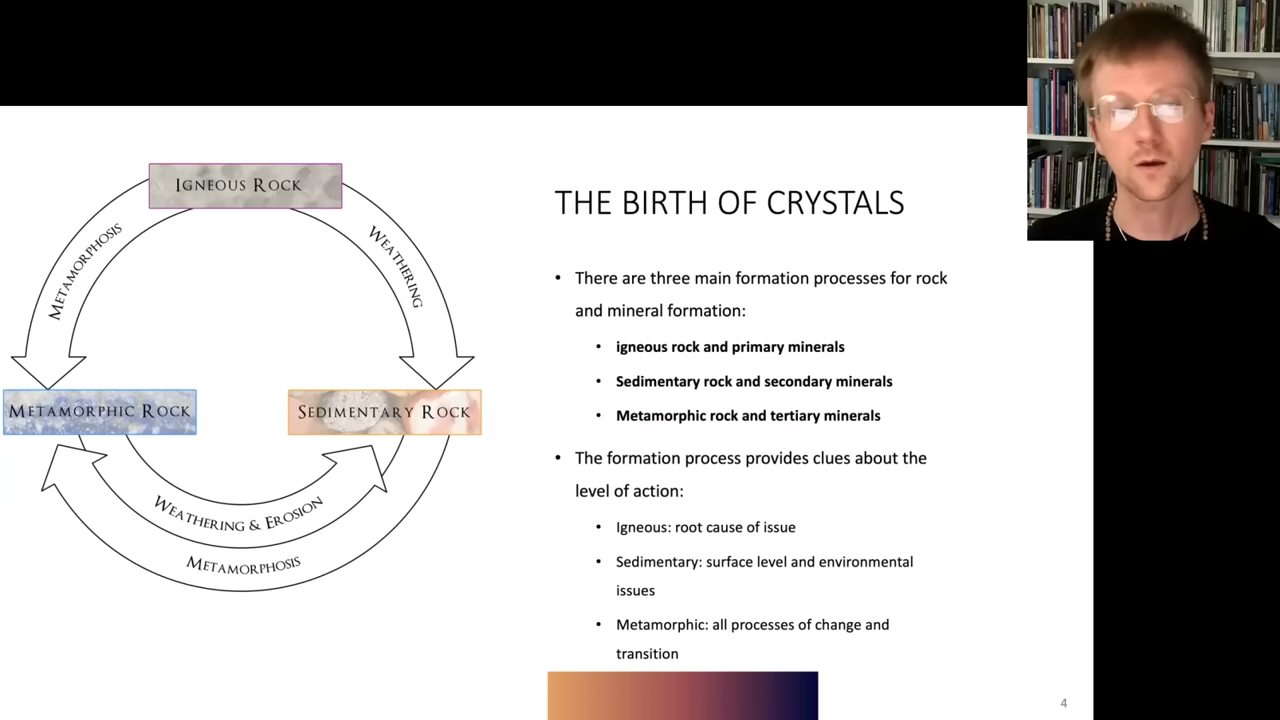 IGNEOUS ROCK
METAMORPHOSIS
WEATHERING
METAMORPHIC ROCK
SEDIMENTARY ROCK
WEATHERING & EROSION
METAMORPHOSIS
THE BIRTH OF CRYSTALS
• There are three main formation processes for rock
and mineral formation:
• igneous rock and primary minerals
• Sedimentary rock and secondary minerals
• Metamorphic rock and tertiary minerals
• The formation process provides clues about the
level of action:
• Igneous: root cause of issue
• Sedimentary: surface level and environmental
issues
• Metamorphic: all processes of change and
transition
4